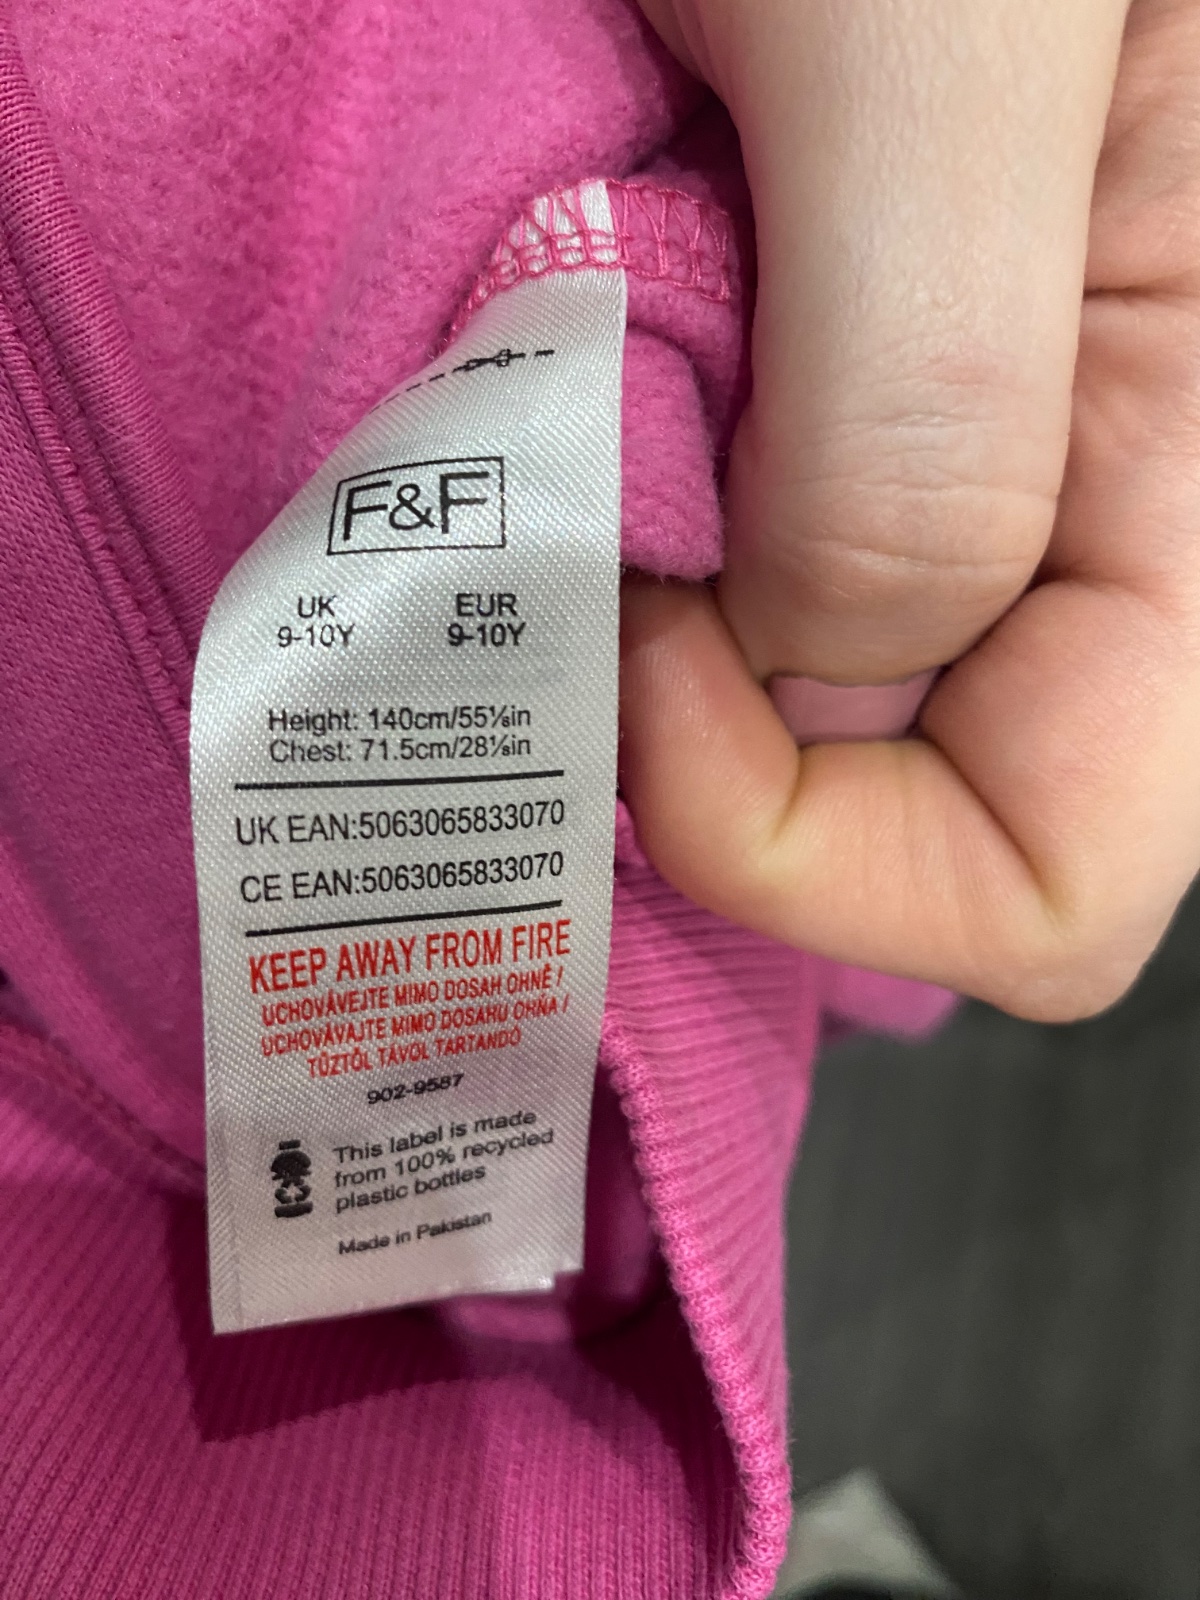 F&F
UK EUR
9-10Y 9-10Y
Height: 140cm/55⅛in
Chest: 71.5cm/28⅛in
UK EAN:5063065833070
CE EAN:5063065833070
KEEP AWAY FROM FIRE
UCHOVÁVEJTE MIMO DOSAH OHNĚ /
UCHOVÁVAJTE MIMO DOSAHU OHŇA /
TŰZTŐL TÁVOL TARTANDÓ
902-9587
This label is made
from 100% recycled
plastic bottles
Made in Pakistan